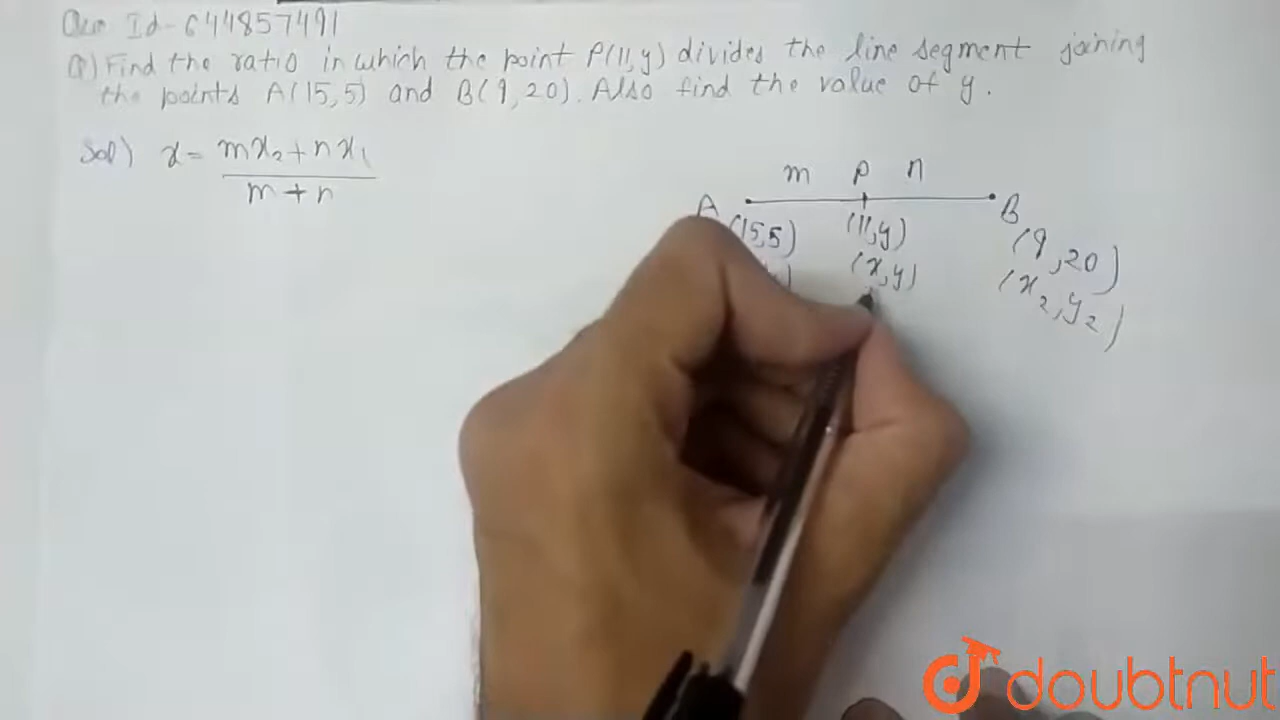 Que Id-644857491
Q) Find the ratio in which the point P(11,y) divides the line segment joining
the points A(15,5) and B(9,20). Also find the value of y.
Sol) x = mx₂+nx₁
m+n
m P n
A B
(15,5) (11,y) (9,20)
(x,y) (x₂,y₂)
doubtnut